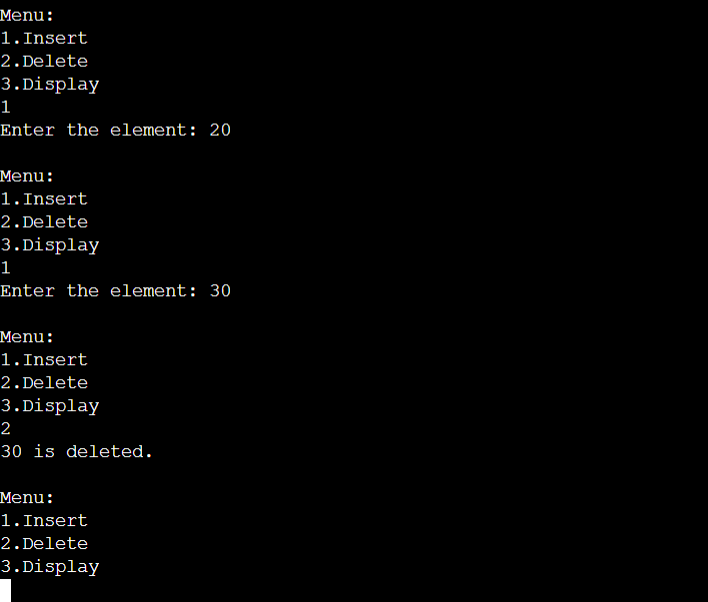 Menu:
1.Insert
2.Delete
3.Display
1
Enter the element: 20
Menu:
1.Insert
2.Delete
3.Display
1
Enter the element: 30
Menu:
1.Insert
2.Delete
3.Display
2
30 is deleted.
Menu:
1.Insert
2.Delete
3.Display